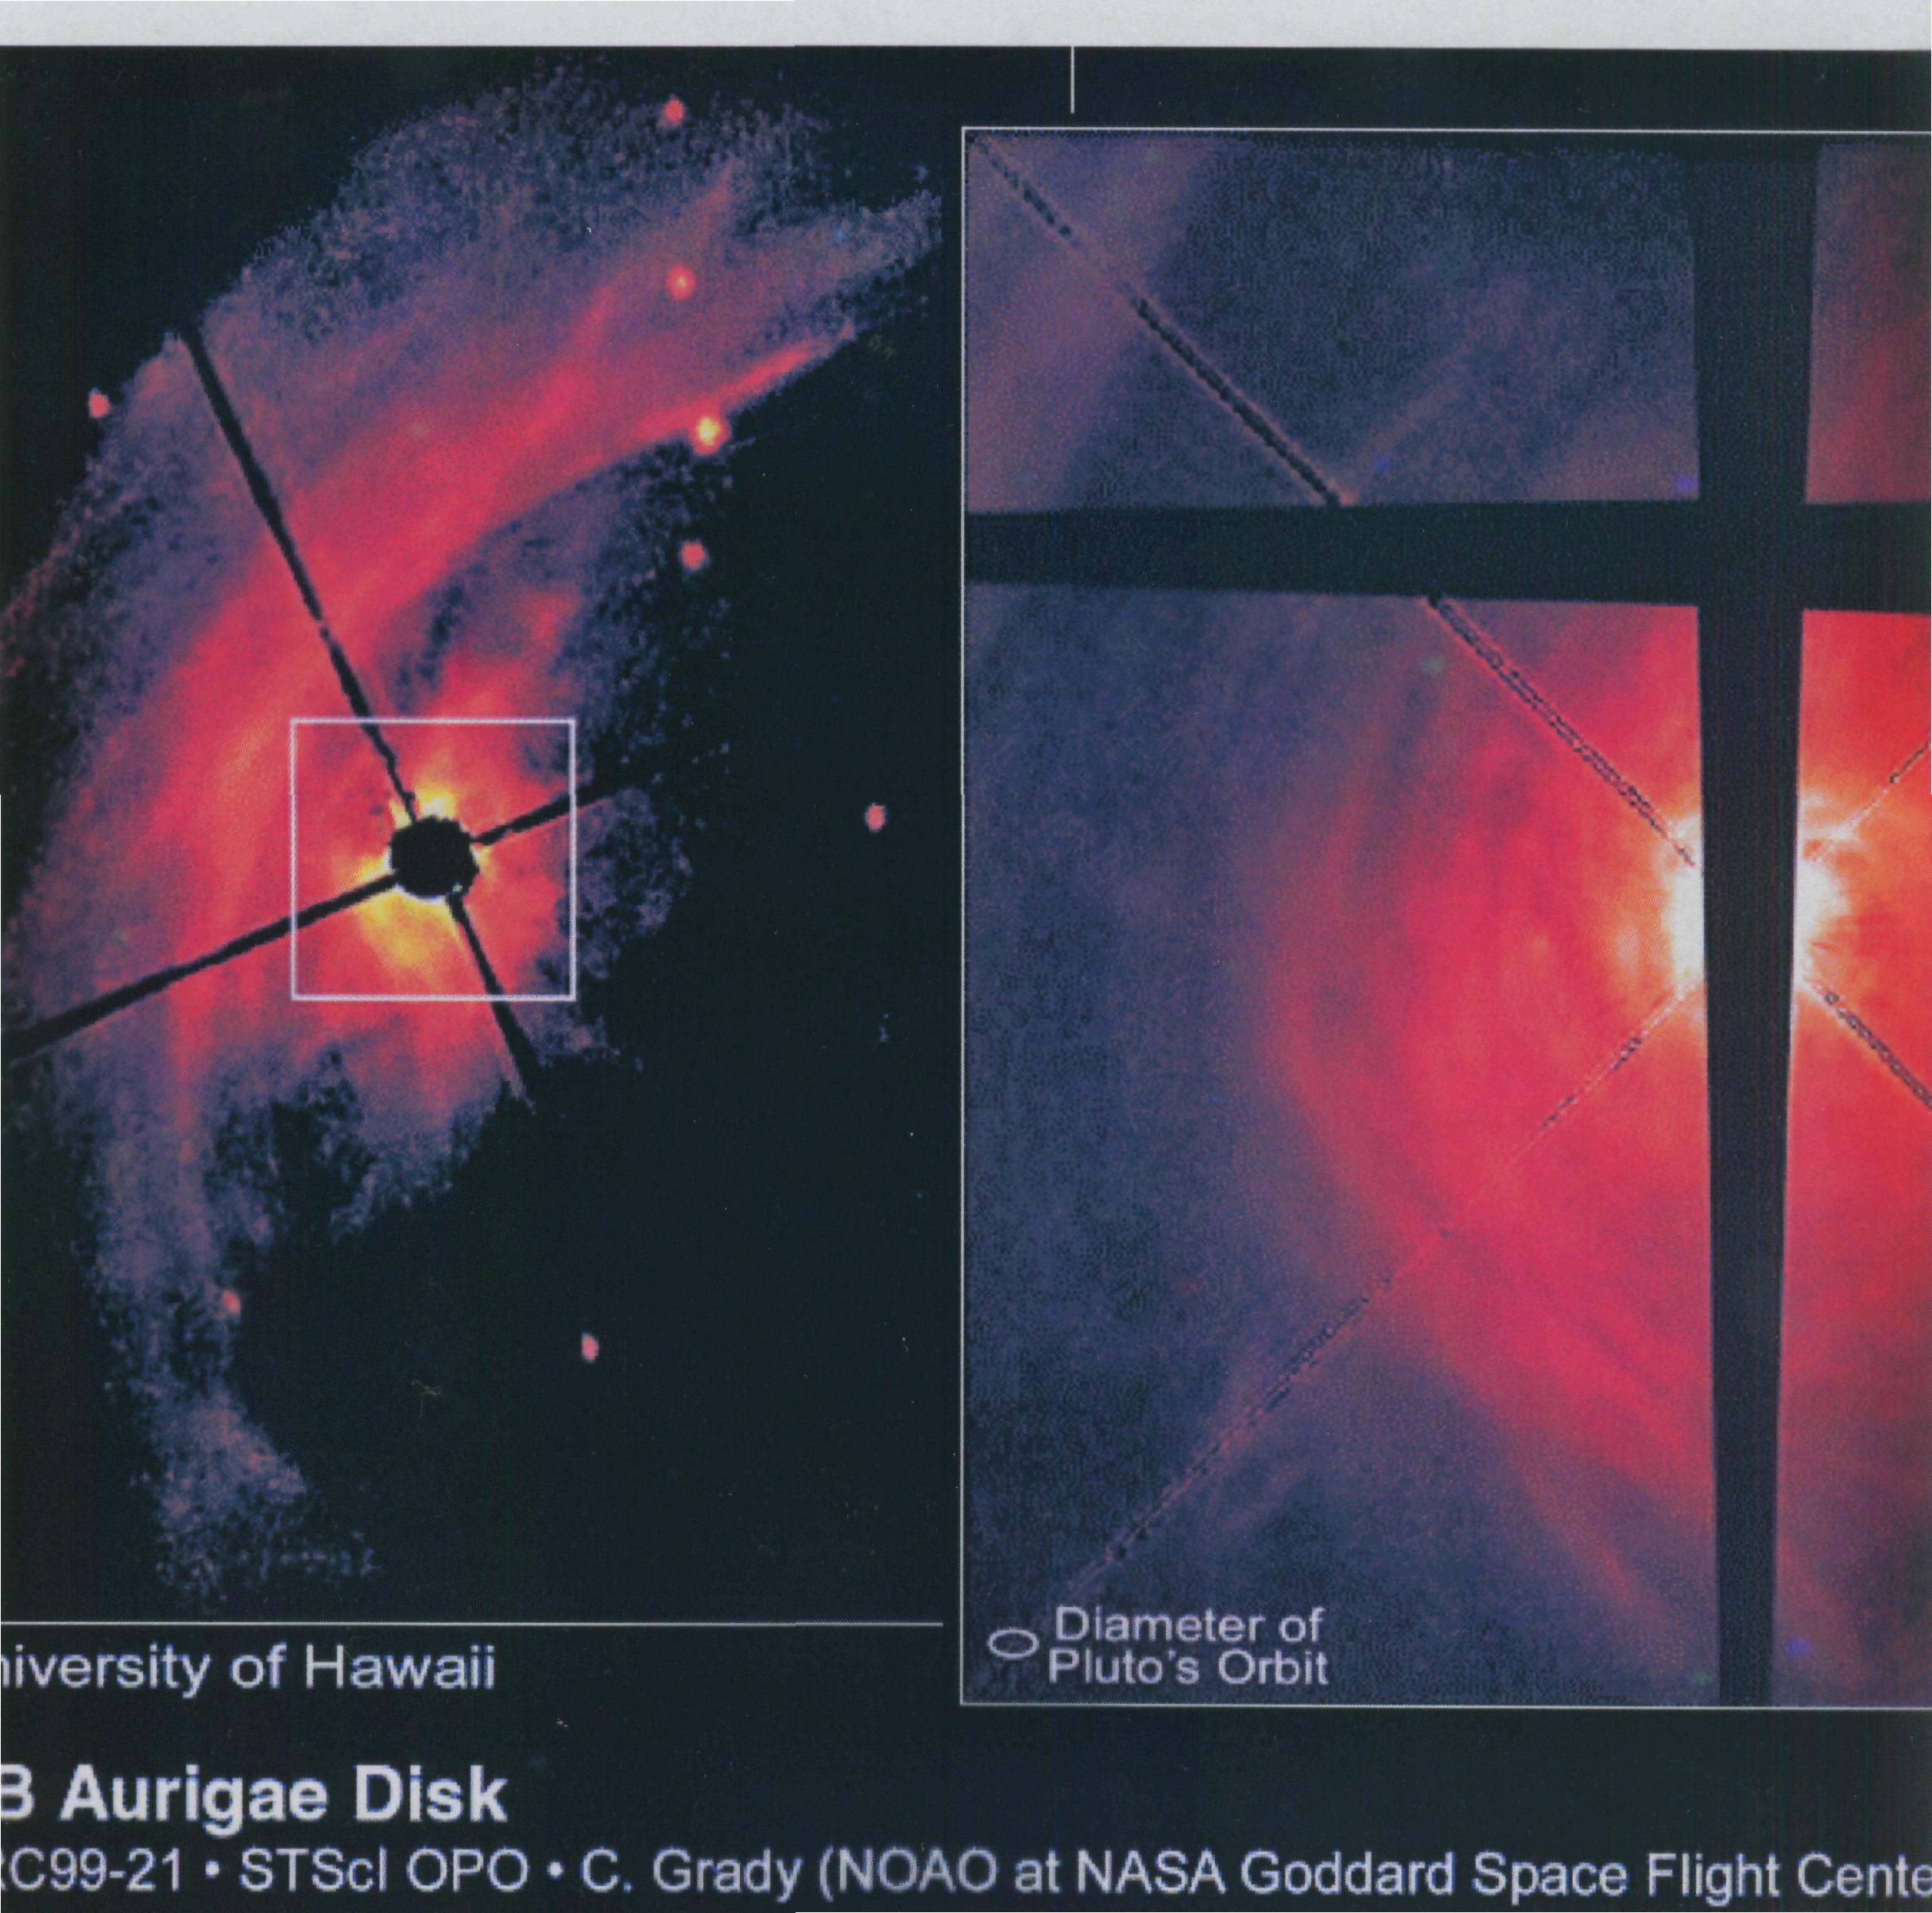 Diameter of
Pluto's Orbit
niversity of Hawaii
B Aurigae Disk
RC99-21 • STScI OPO • C. Grady (NOAO at NASA Goddard Space Flight Cente